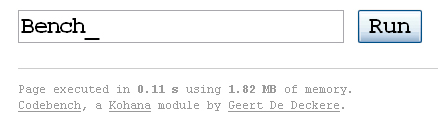 Bench_ Run
Page executed in 0.11 s using 1.82 MB of memory.
Codebench, a Kohana module by Geert De Deckere.